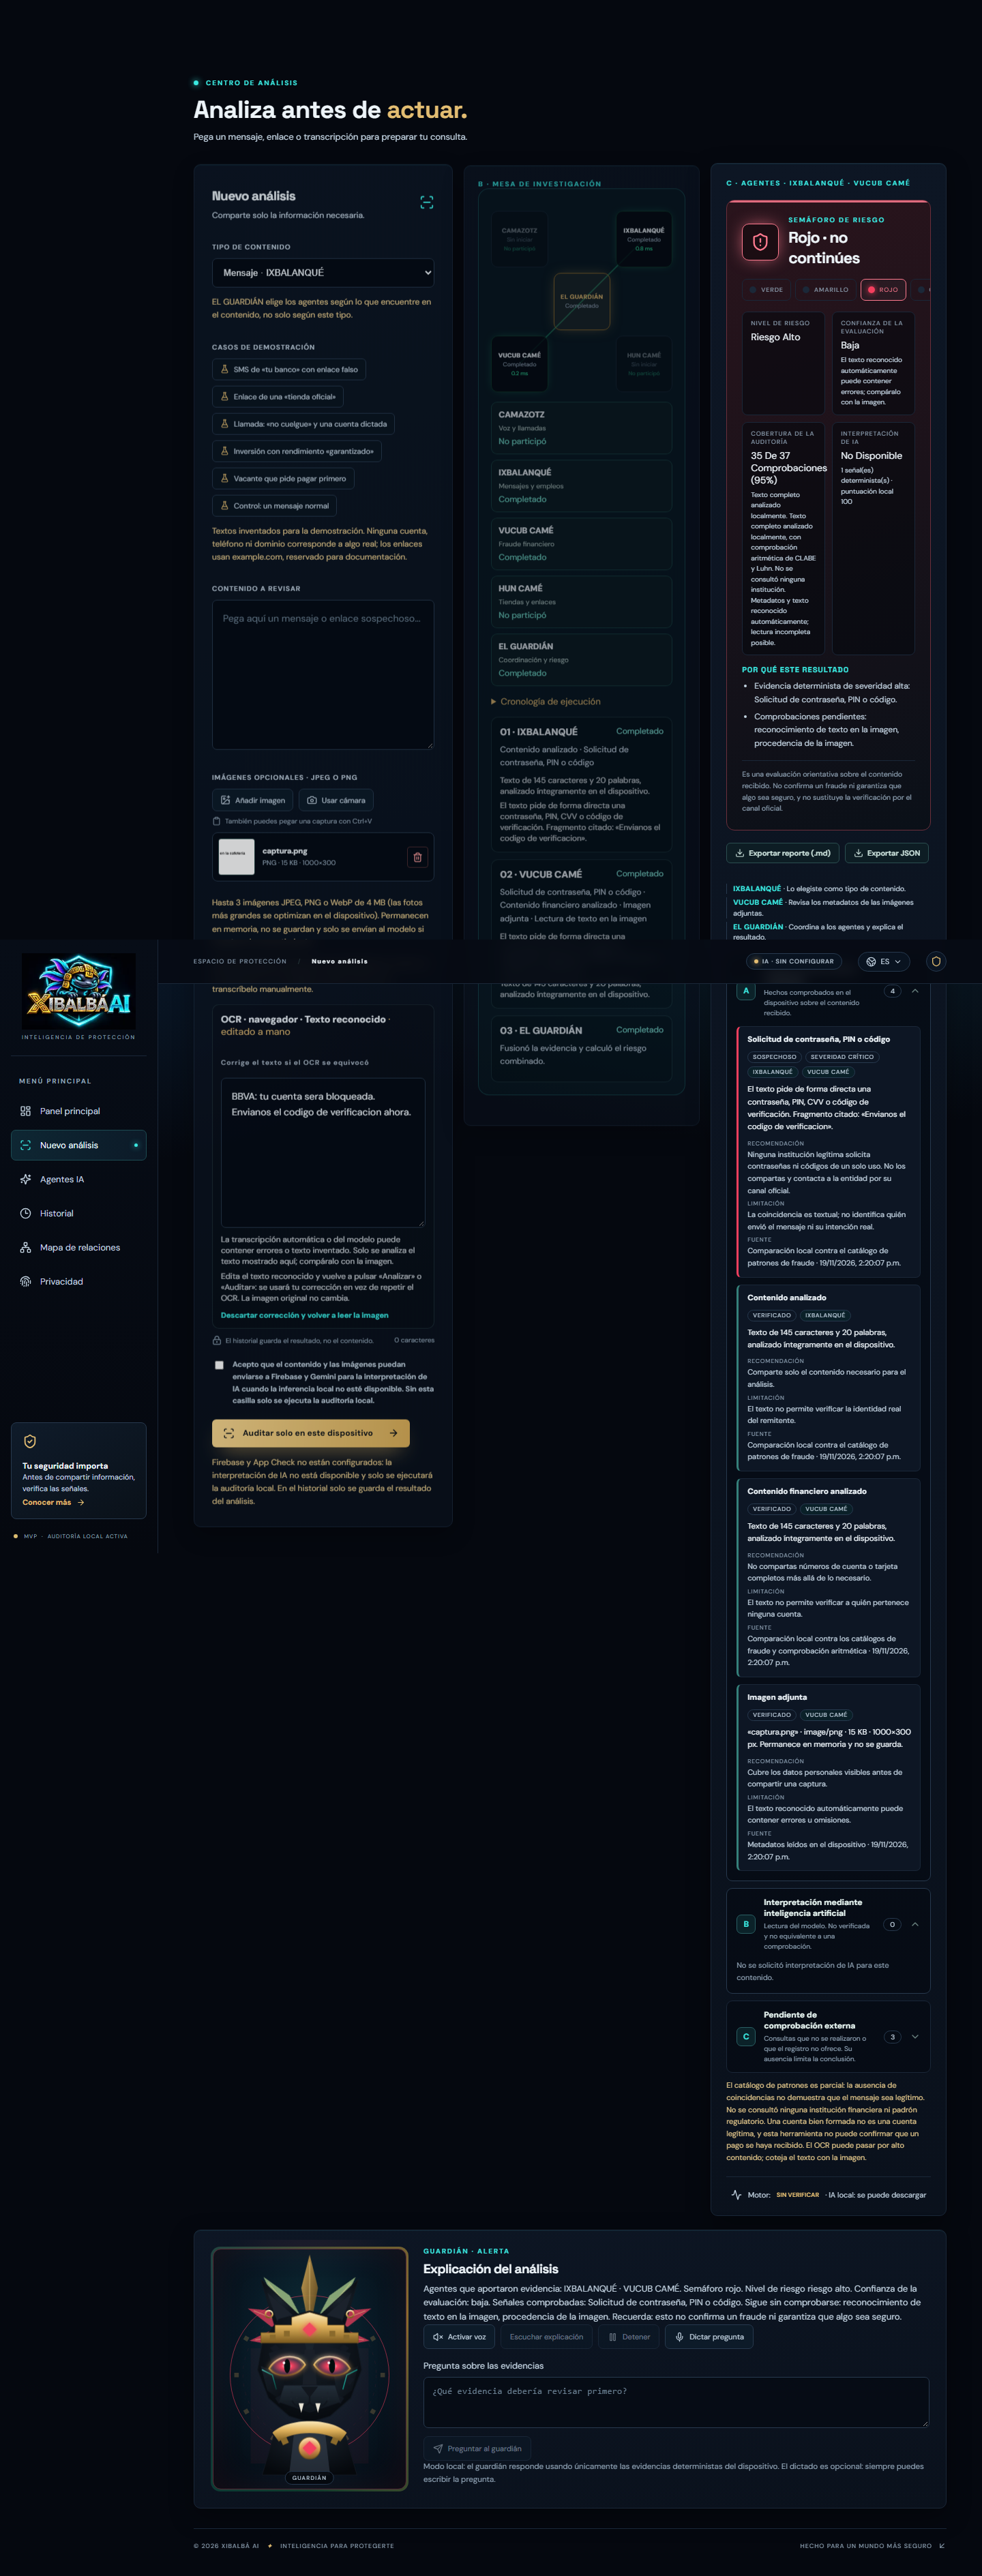 CENTRO DE ANÁLISIS
Analiza antes de actuar.
Pega un mensaje, enlace o transcripción para preparar tu consulta.
Nuevo análisis
Comparte solo la información necesaria.
TIPO DE CONTENIDO
Mensaje · IXBALANQUÉ
EL GUARDIÁN elige los agentes según lo que encuentre en
el contenido, no solo según este tipo.
CASOS DE DEMOSTRACIÓN
SMS de «tu banco» con enlace falso
Enlace de una «tienda oficial»
Llamada: «no cuelgue» y una cuenta dictada
Inversión con rendimiento «garantizado»
Vacante que pide pagar primero
Control: un mensaje normal
Textos inventados para la demostración. Ninguna cuenta,
teléfono ni dominio corresponde a algo real; los enlaces
usan example.com, reservado para documentación.
CONTENIDO A REVISAR
Pega aquí un mensaje o enlace sospechoso...
IMÁGENES OPCIONALES · JPEG O PNG
Añadir imagen
Usar cámara
También puedes pegar una captura con Ctrl+V
en la cafetería
captura.png
PNG · 15 KB · 1000×300
Hasta 3 imágenes JPEG, PNG o WebP de 4 MB (las fotos
más grandes se optimizan en el dispositivo). Permanecen
en memoria, no se guardan y solo se envían al modelo si
transcríbelo manualmente.
OCR · navegador · Texto reconocido ·
editado a mano
Corrige el texto si el OCR se equivocó
BBVA: tu cuenta sera bloqueada.
Envianos el codigo de verificacion ahora.
La transcripción automática o del modelo puede
contener errores o texto inventado. Solo se analiza el
texto mostrado aquí; compáralo con la imagen.
Edita el texto reconocido y vuelve a pulsar «Analizar» o
«Auditar»: se usará tu corrección en vez de repetir el
OCR. La imagen original no cambia.
Descartar corrección y volver a leer la imagen
El historial guarda el resultado, no el contenido.
0 caracteres
Acepto que el contenido y las imágenes puedan
enviarse a Firebase y Gemini para la interpretación de
IA cuando la inferencia local no esté disponible. Sin esta
casilla solo se ejecuta la auditoría local.
Auditar solo en este dispositivo
Firebase y App Check no están configurados: la
interpretación de IA no está disponible y solo se ejecutará
la auditoría local. En el historial solo se guarda el resultado
del análisis.
B · MESA DE INVESTIGACIÓN
CAMAZOTZ
Sin iniciar
No participó
IXBALANQUÉ
Completado
0.8 ms
EL GUARDIÁN
Completado
VUCUB CAMÉ
Completado
0.2 ms
HUN CAMÉ
No participó
CAMAZOTZ
Voz y llamadas
No participó
IXBALANQUÉ
Mensajes y empleos
Completado
VUCUB CAMÉ
Fraude financiero
Completado
HUN CAMÉ
Tiendas y enlaces
No participó
EL GUARDIÁN
Coordinación y riesgo
Completado
Cronología de ejecución
01 · IXBALANQUÉ
Completado
Contenido analizado · Solicitud de
contraseña, PIN o código
Texto de 145 caracteres y 20 palabras,
analizado íntegramente en el dispositivo.
El texto pide de forma directa una
contraseña, PIN, CVV o código de
verificación. Fragmento citado: «Envianos el
codigo de verificacion».
02 · VUCUB CAMÉ
Completado
Solicitud de contraseña, PIN o código ·
Contenido financiero analizado · Imagen
adjunta · Lectura de texto en la imagen
El texto pide de forma directa una
analizado íntegramente en el dispositivo.
03 · EL GUARDIÁN
Completado
Fusionó la evidencia y calculó el riesgo
combinado.
C · AGENTES · IXBALANQUÉ · VUCUB CAMÉ
SEMÁFORO DE RIESGO
Rojo · no
continúes
VERDE
AMARILLO
ROJO
NIVEL DE RIESGO
Riesgo Alto
CONFIANZA DE LA
EVALUACIÓN
Baja
El texto reconocido
automáticamente
puede contener
errores; compáralo
con la imagen.
COBERTURA DE LA
AUDITORÍA
35 De 37
Comprobaciones
(95%)
Texto completo
analizado
localmente. Texto
completo analizado
localmente, con
comprobación
aritmética de CLABE
y Luhn. No se
consultó ninguna
institución.
Metadatos y texto
reconocido
automáticamente;
lectura incompleta
posible.
INTERPRETACIÓN
DE IA
No Disponible
1 señal(es)
determinista(s) ·
puntuación local
100
POR QUÉ ESTE RESULTADO
Evidencia determinista de severidad alta:
Solicitud de contraseña, PIN o código.
Comprobaciones pendientes:
reconocimiento de texto en la imagen,
procedencia de la imagen.
Es una evaluación orientativa sobre el contenido
recibido. No confirma un fraude ni garantiza que
algo sea seguro, y no sustituye la verificación por el
canal oficial.
Exportar reporte (.md)
Exportar JSON
IXBALANQUÉ · Lo elegiste como tipo de contenido.
VUCUB CAMÉ · Revisa los metadatos de las imágenes
adjuntas.
EL GUARDIÁN · Coordina a los agentes y explica el
resultado.
XIBALBÁ AI
INTELIGENCIA DE PROTECCIÓN
ESPACIO DE PROTECCIÓN / Nuevo análisis
IA · SIN CONFIGURAR
ES
MENÚ PRINCIPAL
Panel principal
Nuevo análisis
Agentes IA
Historial
Mapa de relaciones
Privacidad
Tu seguridad importa
Antes de compartir información,
verifica las señales.
Conocer más
MVP · AUDITORÍA LOCAL ACTIVA
A
Hechos comprobados en el
dispositivo sobre el contenido
recibido.
4
Solicitud de contraseña, PIN o código
SOSPECHOSO
SEVERIDAD CRÍTICO
IXBALANQUÉ
VUCUB CAMÉ
El texto pide de forma directa una
contraseña, PIN, CVV o código de
verificación. Fragmento citado: «Envianos el
codigo de verificacion».
RECOMENDACIÓN
Ninguna institución legítima solicita
contraseñas ni códigos de un solo uso. No los
compartas y contacta a la entidad por su
canal oficial.
LIMITACIÓN
La coincidencia es textual; no identifica quién
envió el mensaje ni su intención real.
FUENTE
Comparación local contra el catálogo de
patrones de fraude · 19/11/2026, 2:20:07 p.m.
Contenido analizado
VERIFICADO
IXBALANQUÉ
Texto de 145 caracteres y 20 palabras,
analizado íntegramente en el dispositivo.
RECOMENDACIÓN
Comparte solo el contenido necesario para el
análisis.
LIMITACIÓN
El texto no permite verificar la identidad real
del remitente.
FUENTE
Comparación local contra el catálogo de
patrones de fraude · 19/11/2026, 2:20:07 p.m.
Contenido financiero analizado
VERIFICADO
VUCUB CAMÉ
Texto de 145 caracteres y 20 palabras,
analizado íntegramente en el dispositivo.
RECOMENDACIÓN
No compartas números de cuenta o tarjeta
completos más allá de lo necesario.
LIMITACIÓN
El texto no permite verificar a quién pertenece
ninguna cuenta.
FUENTE
Comparación local contra los catálogos de
fraude y comprobación aritmética · 19/11/2026,
2:20:07 p.m.
Imagen adjunta
VERIFICADO
VUCUB CAMÉ
«captura.png» · image/png · 15 KB · 1000×300
px. Permanece en memoria y no se guarda.
RECOMENDACIÓN
Cubre los datos personales visibles antes de
compartir una captura.
LIMITACIÓN
El texto reconocido automáticamente puede
contener errores u omisiones.
FUENTE
Metadatos leídos en el dispositivo · 19/11/2026,
2:20:07 p.m.
B
Interpretación mediante
inteligencia artificial
Lectura del modelo. No verificada
y no equivalente a una
comprobación.
0
No se solicitó interpretación de IA para este
contenido.
C
Pendiente de
comprobación externa
Consultas que no se realizaron o
que el registro no ofrece. Su
ausencia limita la conclusión.
3
El catálogo de patrones es parcial: la ausencia de
coincidencias no demuestra que el mensaje sea legítimo.
No se consultó ninguna institución financiera ni padrón
regulatorio. Una cuenta bien formada no es una cuenta
legítima, y esta herramienta no puede confirmar que un
pago se haya recibido. El OCR puede pasar por alto
contenido; coteja el texto con la imagen.
Motor: SIN VERIFICAR · IA local: se puede descargar
GUARDIÁN
GUARDIÁN · ALERTA
Explicación del análisis
Agentes que aportaron evidencia: IXBALANQUÉ · VUCUB CAMÉ. Semáforo rojo. Nivel de riesgo riesgo alto. Confianza de la
evaluación: baja. Señales comprobadas: Solicitud de contraseña, PIN o código. Sigue sin comprobarse: reconocimiento de
texto en la imagen, procedencia de la imagen. Recuerda: esto no confirma un fraude ni garantiza que algo sea seguro.
Activar voz
Escuchar explicación
Detener
Dictar pregunta
Pregunta sobre las evidencias
¿Qué evidencia debería revisar primero?
Preguntar al guardián
Modo local: el guardián responde usando únicamente las evidencias deterministas del dispositivo. El dictado es opcional: siempre puedes
escribir la pregunta.
© 2026 XIBALBÁ AI
INTELIGENCIA PARA PROTEGERTE
HECHO PARA UN MUNDO MÁS SEGURO